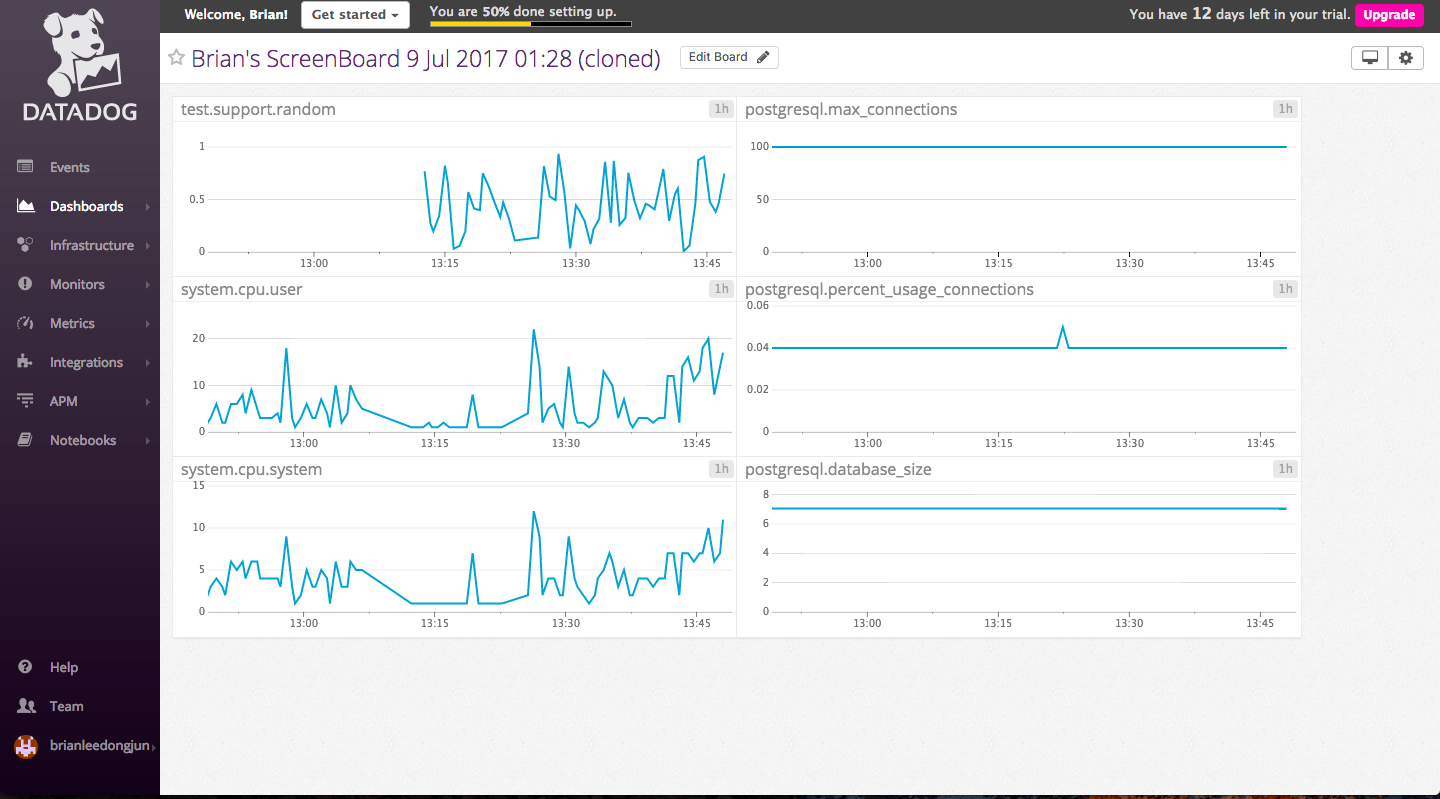 Welcome, Brian!
Get started
You are 50% done setting up.
You have 12 days left in your trial.
Upgrade
DATADOG
Events
Dashboards
Infrastructure
Monitors
Metrics
Integrations
APM
Notebooks
Help
Team
brianleedongjun
Brian's ScreenBoard 9 Jul 2017 01:28 (cloned)
Edit Board
test.support.random
1h
1
0.5
0
13:00 13:15 13:30 13:45
postgresql.max_connections
1h
100
50
0
13:00 13:15 13:30 13:45
system.cpu.user
1h
20
10
0
13:00 13:15 13:30 13:45
postgresql.percent_usage_connections
1h
0.06
0.04
0.02
0
13:00 13:15 13:30 13:45
system.cpu.system
1h
15
10
5
0
13:00 13:15 13:30 13:45
postgresql.database_size
1h
8
6
4
2
0
13:00 13:15 13:30 13:45